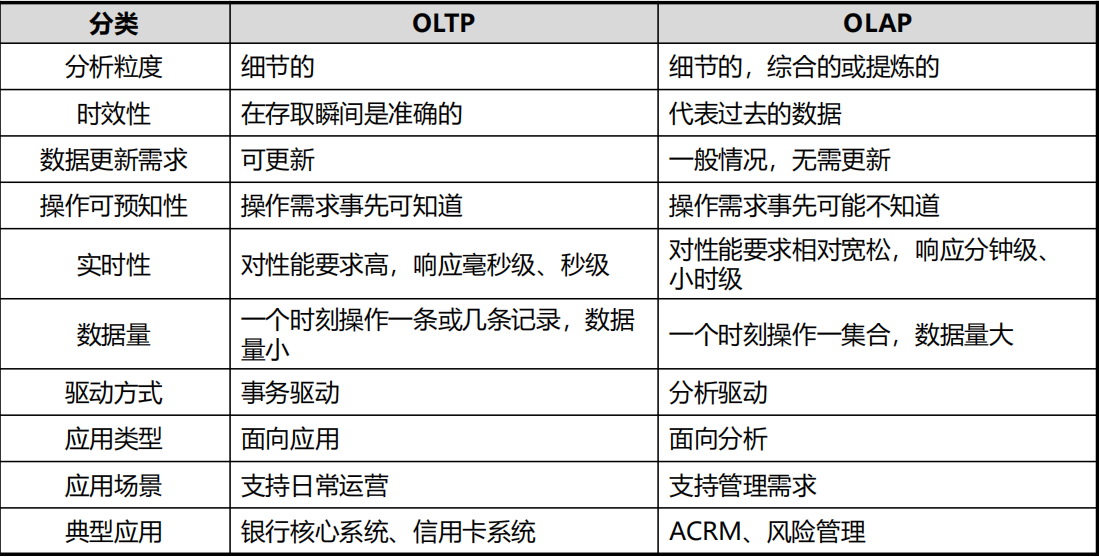 分类 OLTP OLAP
分析粒度 细节的 细节的，综合的或提炼的
时效性 在存取瞬间是准确的 代表过去的数据
数据更新需求 可更新 一般情况，无需更新
操作可预知性 操作需求事先可知道 操作需求事先可能不知道
实时性 对性能要求高，响应毫秒级、秒级 对性能要求相对宽松，响应分钟级、
小时级
数据量 一个时刻操作一条或几条记录，数据
量小 一个时刻操作一集合，数据量大
驱动方式 事务驱动 分析驱动
应用类型 面向应用 面向分析
应用场景 支持日常运营 支持管理需求
典型应用 银行核心系统、信用卡系统 ACRM、风险管理